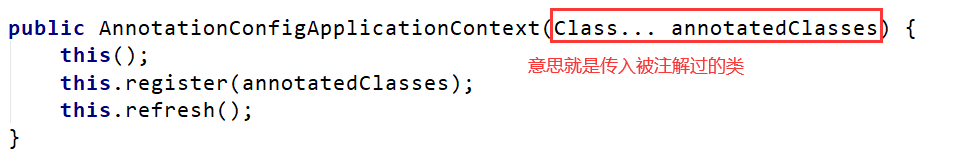 public AnnotationConfigApplicationContext(Class... annotatedClasses) {
this();
意思就是传入被注解过的类
this.register(annotatedClasses);
this.refresh();
}